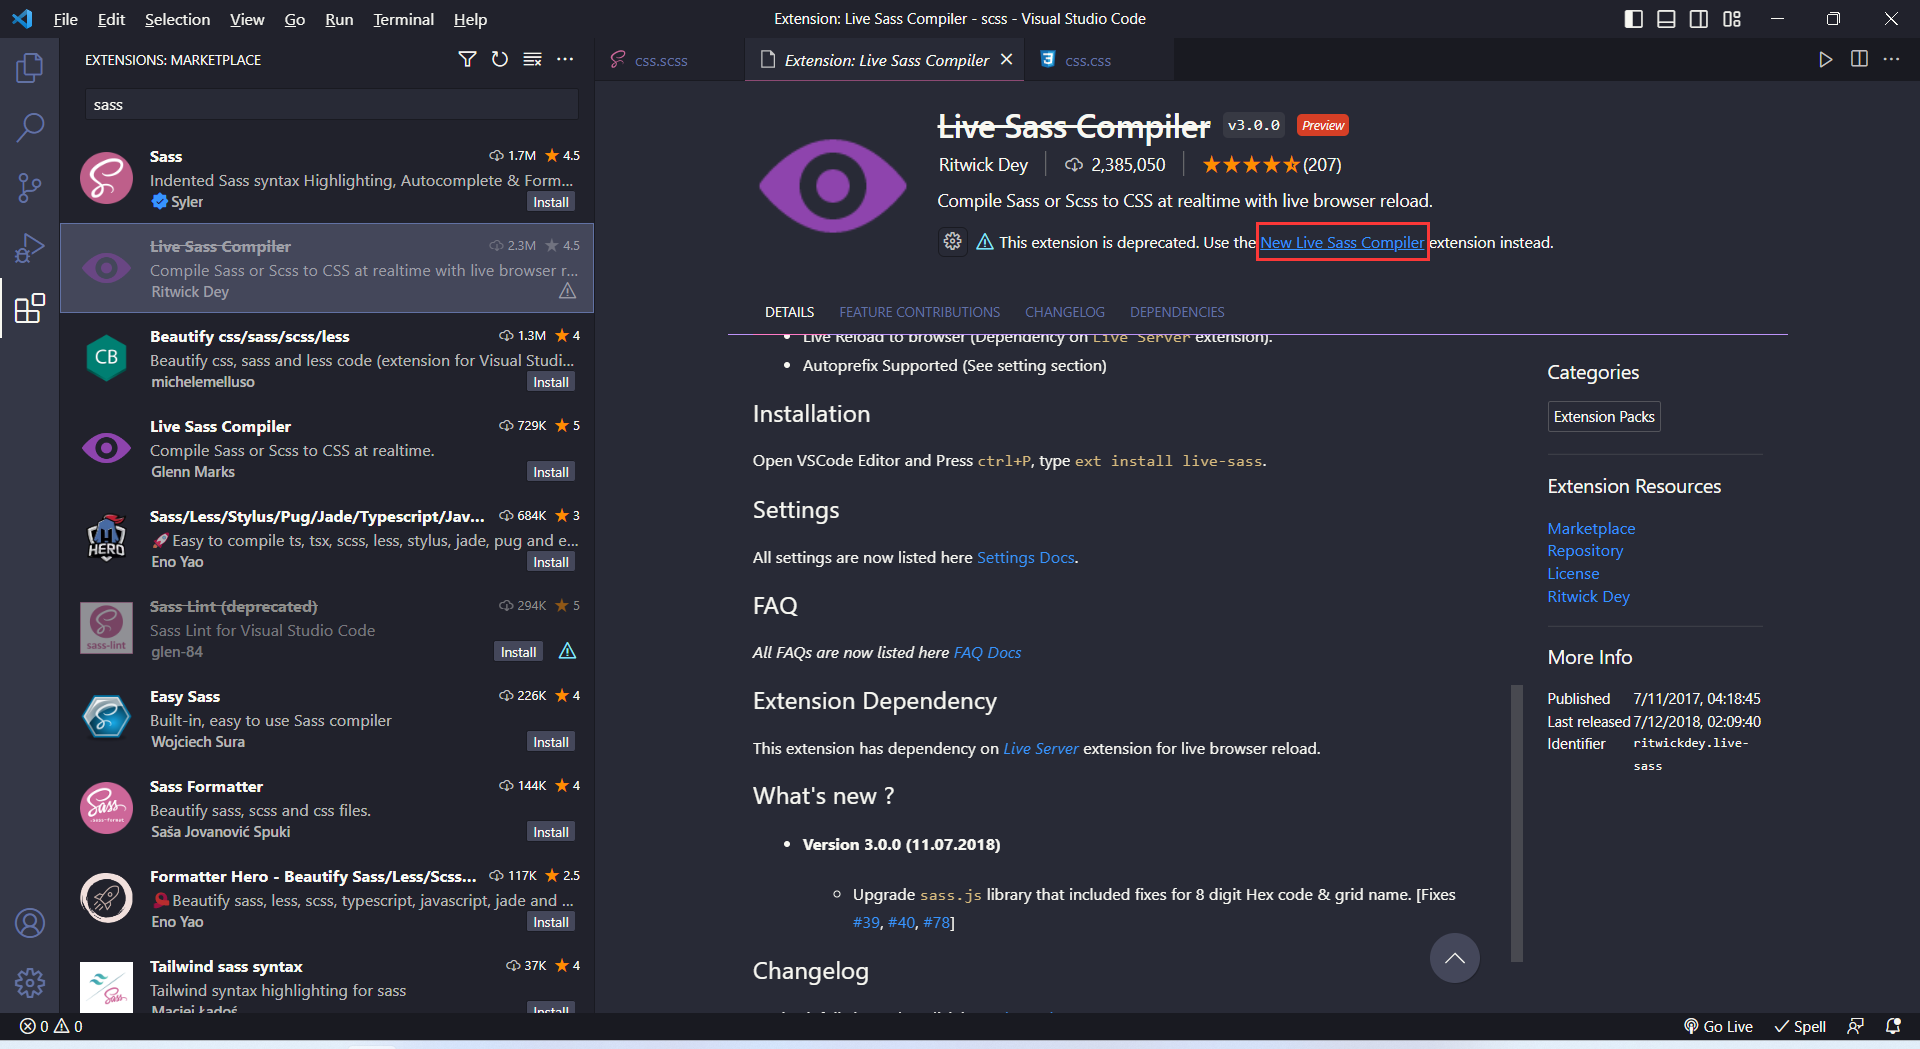 File Edit Selection View Go Run Terminal Help
Extension: Live Sass Compiler - scss - Visual Studio Code
EXTENSIONS: MARKETPLACE
sass
Sass 1.7M 4.5
Indented Sass syntax Highlighting, Autocomplete & Form...
Syler Install
Live Sass Compiler 2.3M 4.5
Compile Sass or Scss to CSS at realtime with live browser r...
Ritwick Dey
CB
Beautify css/sass/scss/less 1.3M 4
Beautify css, sass and less code (extension for Visual Studi...
michelemelluso Install
Live Sass Compiler 729K 5
Compile Sass or Scss to CSS at realtime.
Glenn Marks Install
HERO
Sass/Less/Stylus/Pug/Jade/Typescript/Jav... 684K 3
Easy to compile ts, tsx, scss, less, stylus, jade, pug and e...
Eno Yao Install
sass-lint
Sass Lint (deprecated) 294K 5
Sass Lint for Visual Studio Code
glen-84 Install
Easy Sass 226K 4
Built-in, easy to use Sass compiler
Wojciech Sura Install
Sass
Sass Formatter 144K 4
Beautify sass, scss and css files.
Saša Jovanović Spuki Install
Formatter Hero - Beautify Sass/Less/Scss... 117K 2.5
Beautify sass, less, scss, typescript, javascript, jade and ...
Eno Yao Install
Sass
Tailwind sass syntax 37K 4
Tailwind syntax highlighting for sass
Maciej Ładoś Install
css.scss Extension: Live Sass Compiler css.css
Live Sass Compiler v3.0.0 Preview
Ritwick Dey 2,385,050 (207)
Compile Sass or Scss to CSS at realtime with live browser reload.
This extension is deprecated. Use the New Live Sass Compiler extension instead.
DETAILS FEATURE CONTRIBUTIONS CHANGELOG DEPENDENCIES
Live Reload to browser (Dependency on Live Server extension).
• Autoprefix Supported (See setting section)
Installation
Open VSCode Editor and Press ctrl+P, type ext install live-sass.
Settings
All settings are now listed here Settings Docs.
FAQ
All FAQs are now listed here FAQ Docs
Extension Dependency
This extension has dependency on Live Server extension for live browser reload.
What's new ?
• Version 3.0.0 (11.07.2018)
Upgrade sass.js library that included fixes for 8 digit Hex code & grid name. [Fixes
#39, #40, #78]
Changelog
Categories
Extension Packs
Extension Resources
Marketplace
Repository
License
Ritwick Dey
More Info
Published 7/11/2017, 04:18:45
Last released 7/12/2018, 02:09:40
Identifier ritwickdey.live-
sass
0 0
Go Live Spell